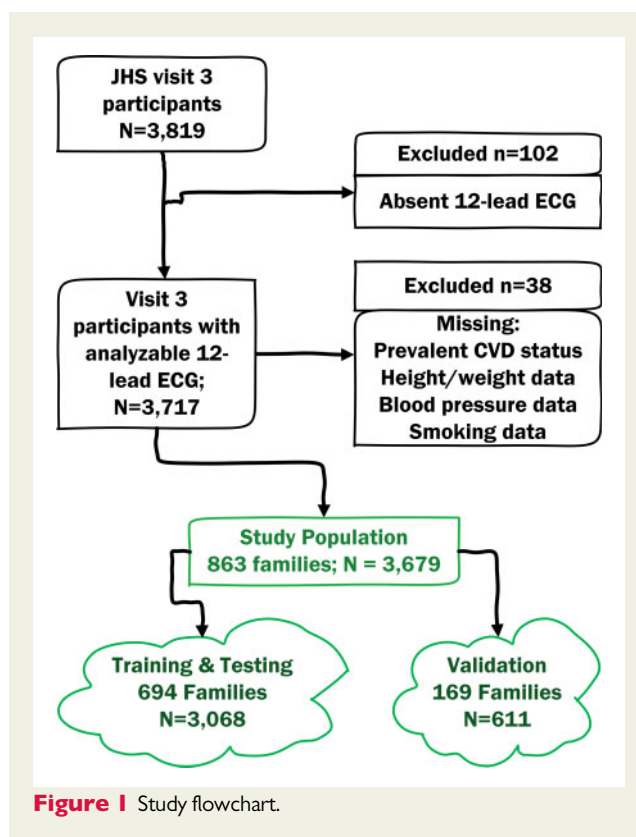 JHS visit 3
participants
N=3,819
Excluded n=102
Absent 12-lead ECG
Visit 3
participants with
analyzable 12-
lead ECG;
N=3,717
Excluded n=38
Missing:
Prevalent CVD status
Height/weight data
Blood pressure data
Smoking data
Study Population
863 families; N = 3,679
Training & Testing
694 Families
N=3,068
Validation
169 Families
N=611
Figure 1 Study flowchart.